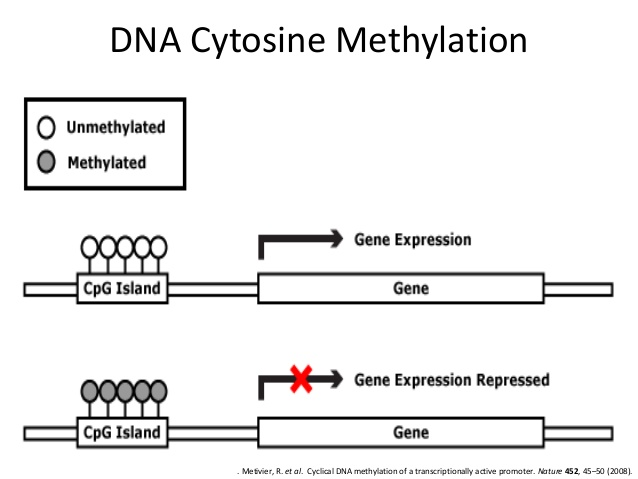 DNA Cytosine Methylation
Unmethylated
Methylated
Gene Expression
CpG Island
Gene
Gene Expression Repressed
CpG Island
Gene
. Metivier, R. et al. Cyclical DNA methylation of a transcriptionally active promoter. Nature 452, 45–50 (2008).